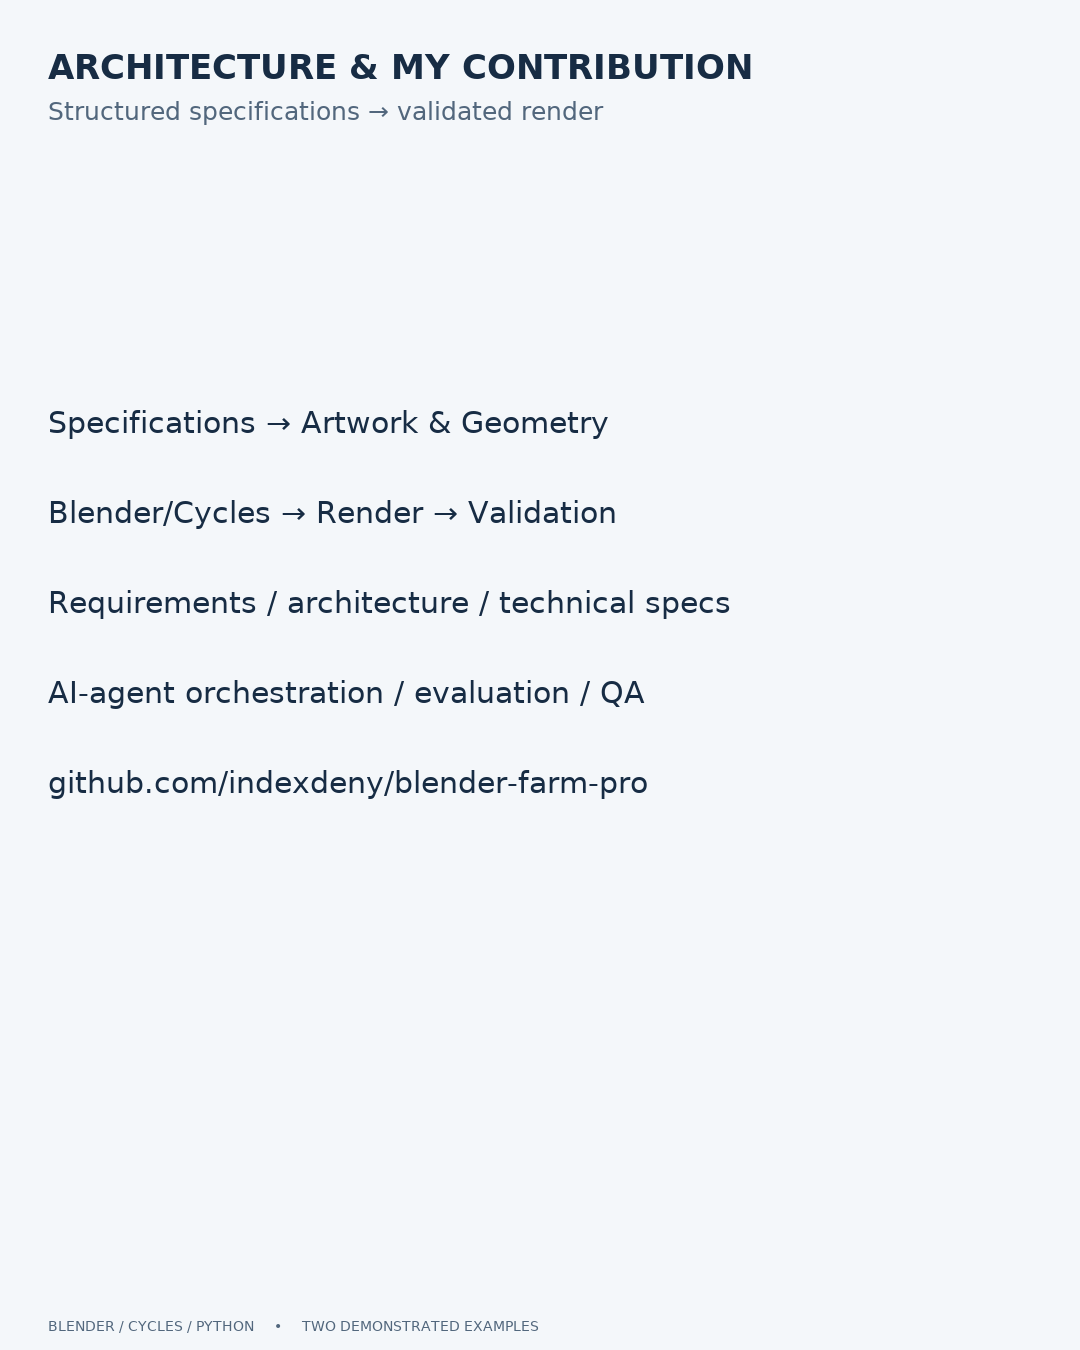 ARCHITECTURE & MY CONTRIBUTION
Structured specifications → validated render
Specifications → Artwork & Geometry
Blender/Cycles → Render → Validation
Requirements / architecture / technical specs
AI-agent orchestration / evaluation / QA
github.com/indexdeny/blender-farm-pro
BLENDER / CYCLES / PYTHON • TWO DEMONSTRATED EXAMPLES